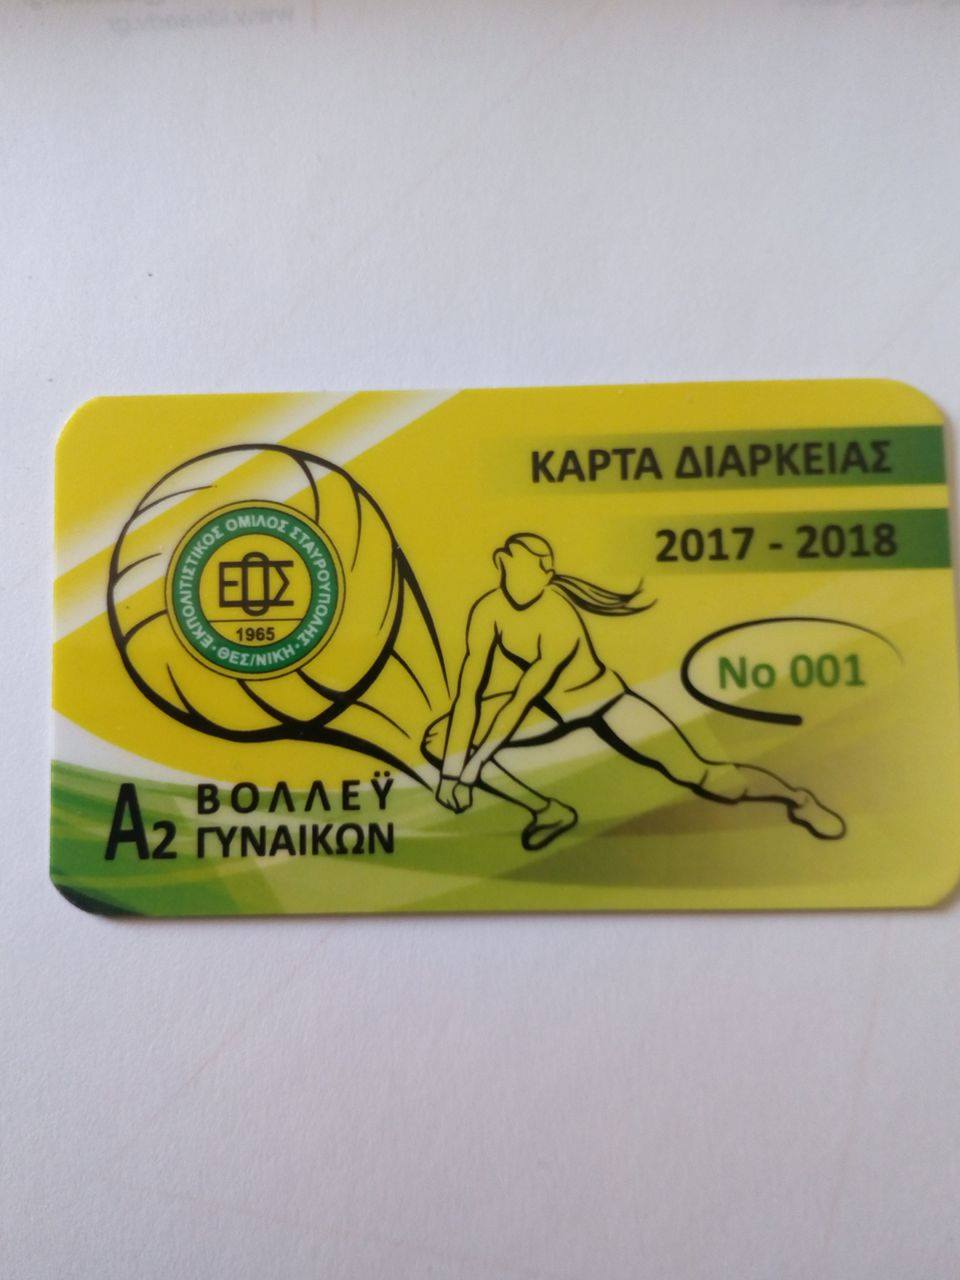 ΚΑΡΤΑ ΔΙΑΡΚΕΙΑΣ
2017 - 2018
No 001
ΕΚΠΟΛΙΤΙΣΤΙΚΟΣ ΟΜΙΛΟΣ ΣΤΑΥΡΟΥΠΟΛΗΣ
ΕΟΣ
1965
·ΘΕΣ/ΝΙΚΗ·
Α2 ΒΟΛΛΕΫ
ΓΥΝΑΙΚΩΝ